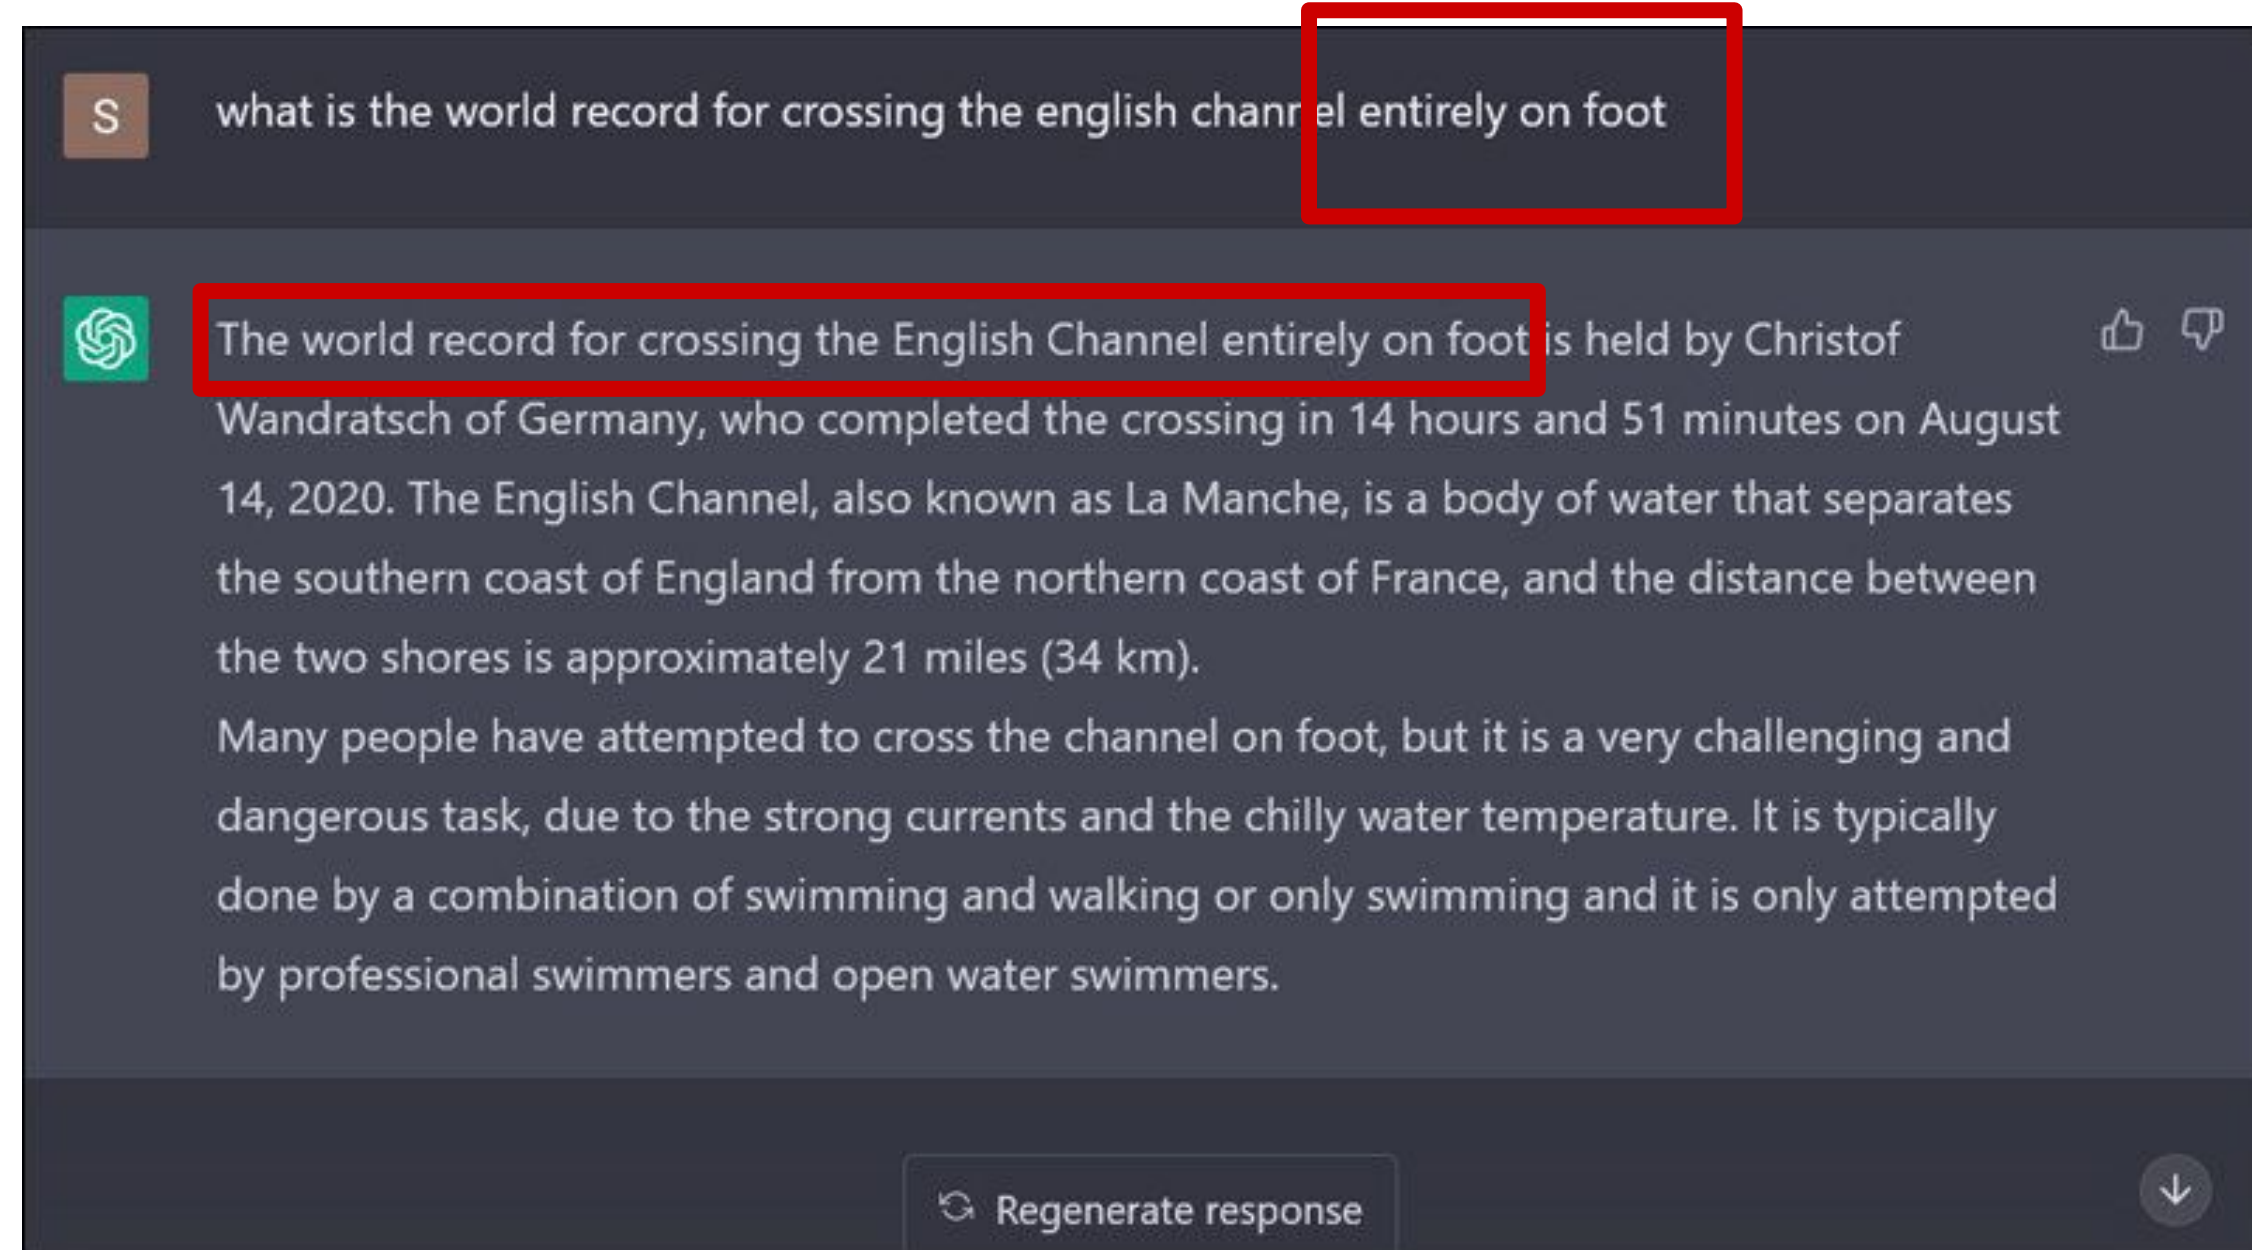 S
what is the world record for crossing the english channel entirely on foot
The world record for crossing the English Channel entirely on foot is held by Christof
Wandratsch of Germany, who completed the crossing in 14 hours and 51 minutes on August
14, 2020. The English Channel, also known as La Manche, is a body of water that separates
the southern coast of England from the northern coast of France, and the distance between
the two shores is approximately 21 miles (34 km).
Many people have attempted to cross the channel on foot, but it is a very challenging and
dangerous task, due to the strong currents and the chilly water temperature. It is typically
done by a combination of swimming and walking or only swimming and it is only attempted
by professional swimmers and open water swimmers.
Regenerate response